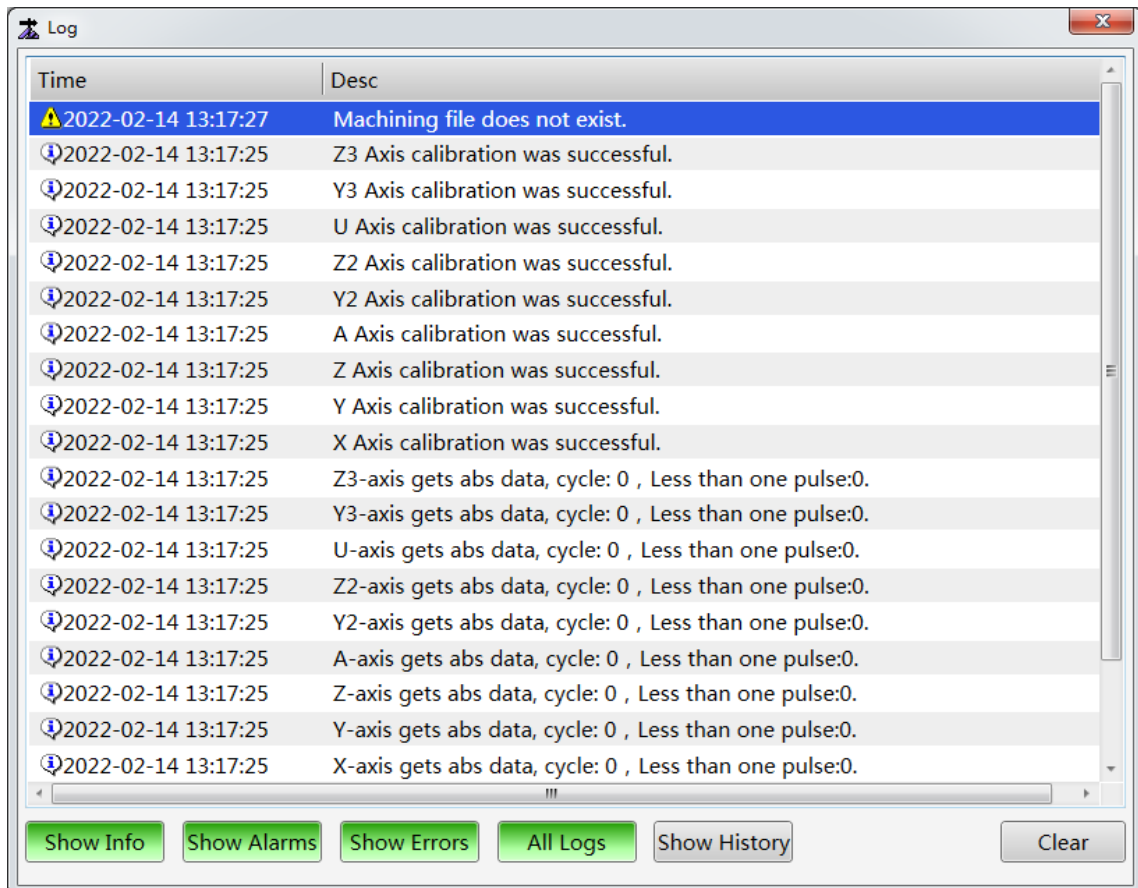 Log
Time Desc
2022-02-14 13:17:27 Machining file does not exist.
2022-02-14 13:17:25 Z3 Axis calibration was successful.
2022-02-14 13:17:25 Y3 Axis calibration was successful.
2022-02-14 13:17:25 U Axis calibration was successful.
2022-02-14 13:17:25 Z2 Axis calibration was successful.
2022-02-14 13:17:25 Y2 Axis calibration was successful.
2022-02-14 13:17:25 A Axis calibration was successful.
2022-02-14 13:17:25 Z Axis calibration was successful.
2022-02-14 13:17:25 Y Axis calibration was successful.
2022-02-14 13:17:25 X Axis calibration was successful.
2022-02-14 13:17:25 Z3-axis gets abs data, cycle: 0 , Less than one pulse:0.
2022-02-14 13:17:25 Y3-axis gets abs data, cycle: 0 , Less than one pulse:0.
2022-02-14 13:17:25 U-axis gets abs data, cycle: 0 , Less than one pulse:0.
2022-02-14 13:17:25 Z2-axis gets abs data, cycle: 0 , Less than one pulse:0.
2022-02-14 13:17:25 Y2-axis gets abs data, cycle: 0 , Less than one pulse:0.
2022-02-14 13:17:25 A-axis gets abs data, cycle: 0 , Less than one pulse:0.
2022-02-14 13:17:25 Z-axis gets abs data, cycle: 0 , Less than one pulse:0.
2022-02-14 13:17:25 Y-axis gets abs data, cycle: 0 , Less than one pulse:0.
2022-02-14 13:17:25 X-axis gets abs data, cycle: 0 , Less than one pulse:0.
Show Info Show Alarms Show Errors All Logs Show History Clear